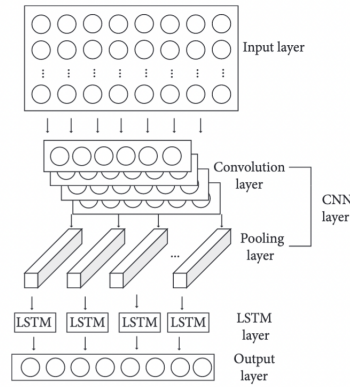 Input layer
Convolution
layer
CNN
layer
Pooling
layer
...
LSTM LSTM LSTM LSTM
LSTM
layer
Output
layer